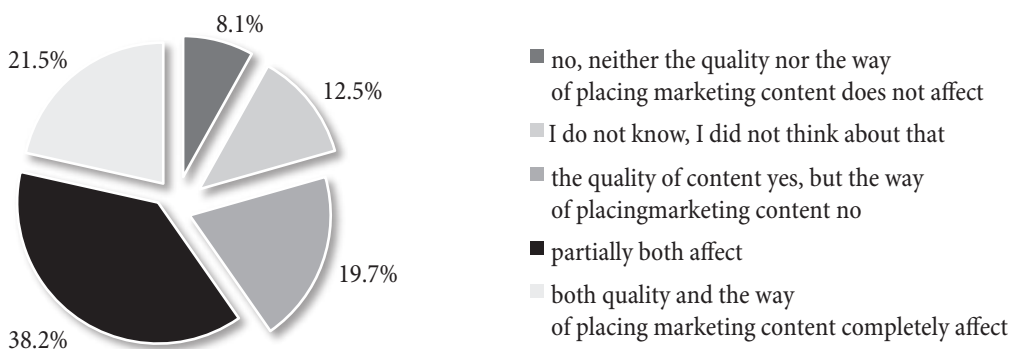 8.1%
21.5%
12.5%
19.7%
38.2%
no, neither the quality nor the way
of placing marketing content does not affect
I do not know, I did not think about that
the quality of content yes, but the way
of placingmarketing content no
partially both affect
both quality and the way
of placing marketing content completely affect